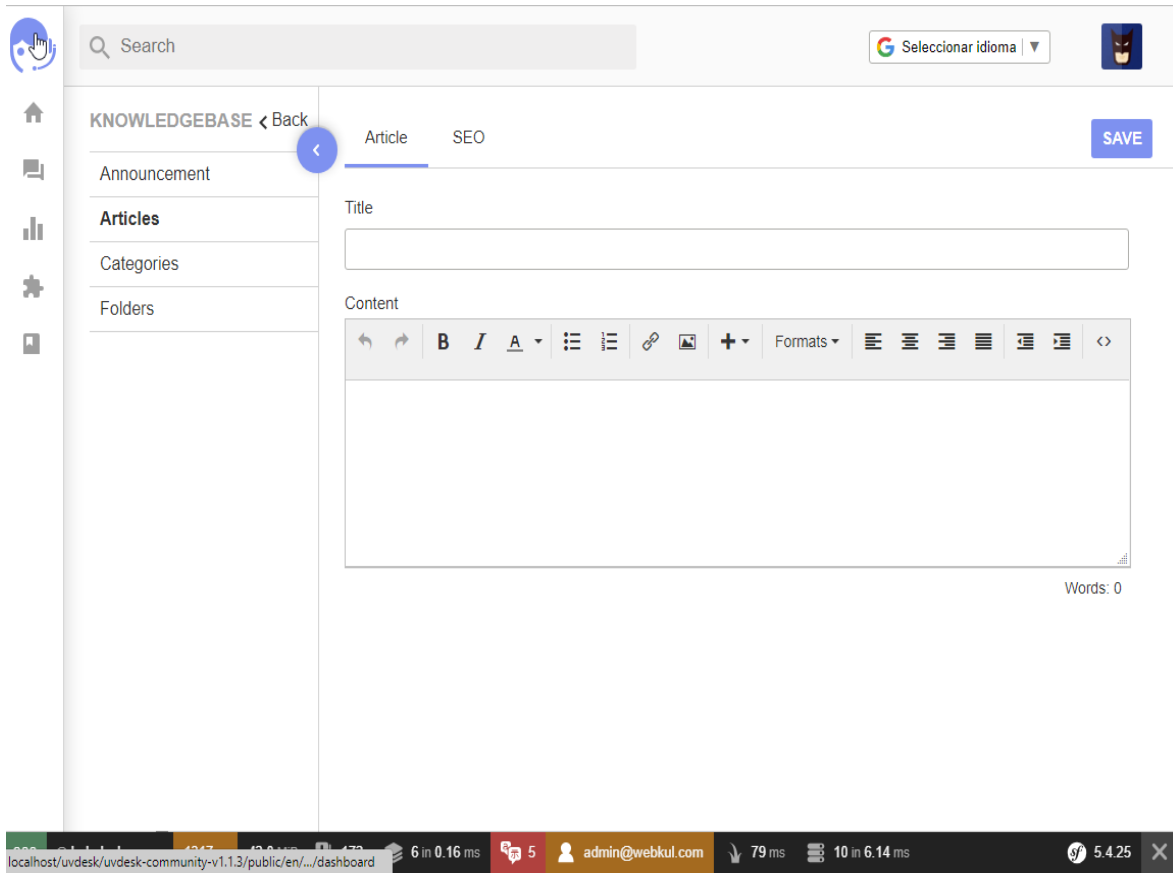 Search
Seleccionar idioma
KNOWLEDGEBASE Back
Announcement
Articles
Categories
Folders
Article SEO
SAVE
Title
Content
B I A Formats
Words: 0
6 in 0.16 ms 5 admin@webkul.com 79 ms 10 in 6.14 ms sf 5.4.25
localhost/uvdesk/uvdesk-community-v1.1.3/public/en/.../dashboard